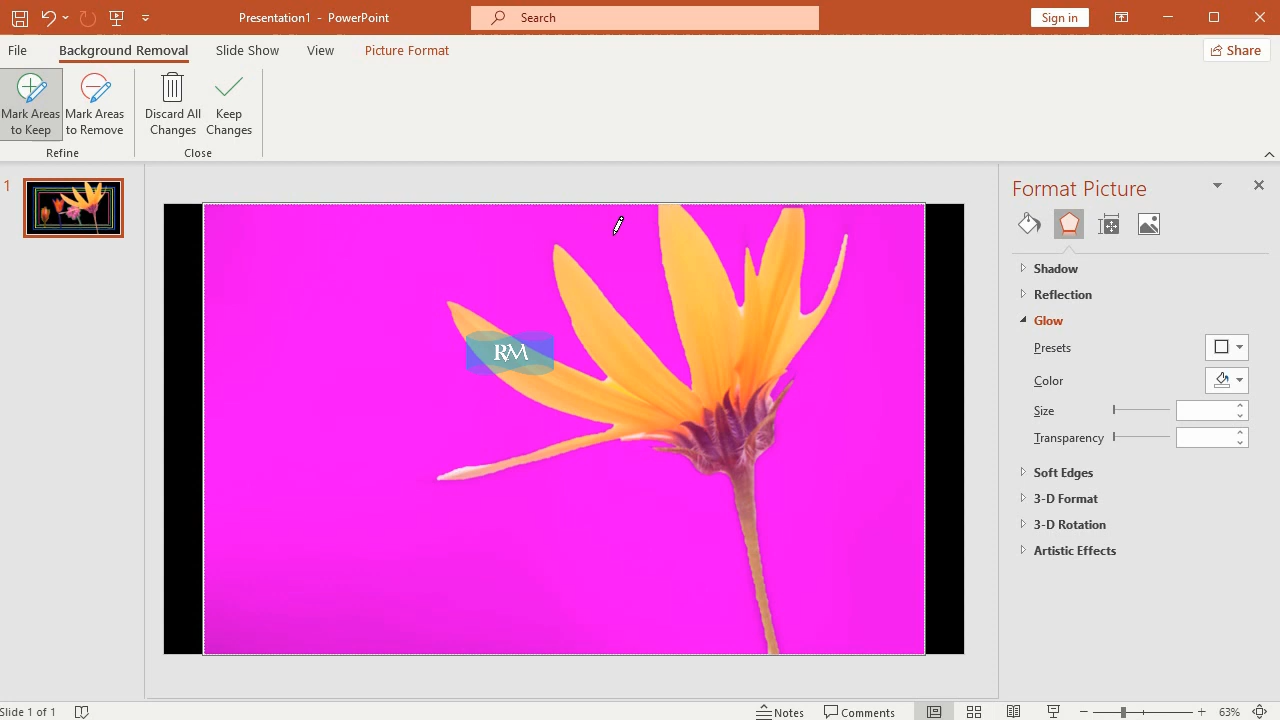 Presentation1 - PowerPoint
Search
Sign in
File
Background Removal
Slide Show
View
Picture Format
Share
Mark Areas
to Keep
Mark Areas
to Remove
Discard All
Changes
Keep
Changes
Refine
Close
1
Format Picture
Shadow
Reflection
Glow
Presets
Color
Size
Transparency
Soft Edges
3-D Format
3-D Rotation
Artistic Effects
RM
Slide 1 of 1
Notes
Comments
63%